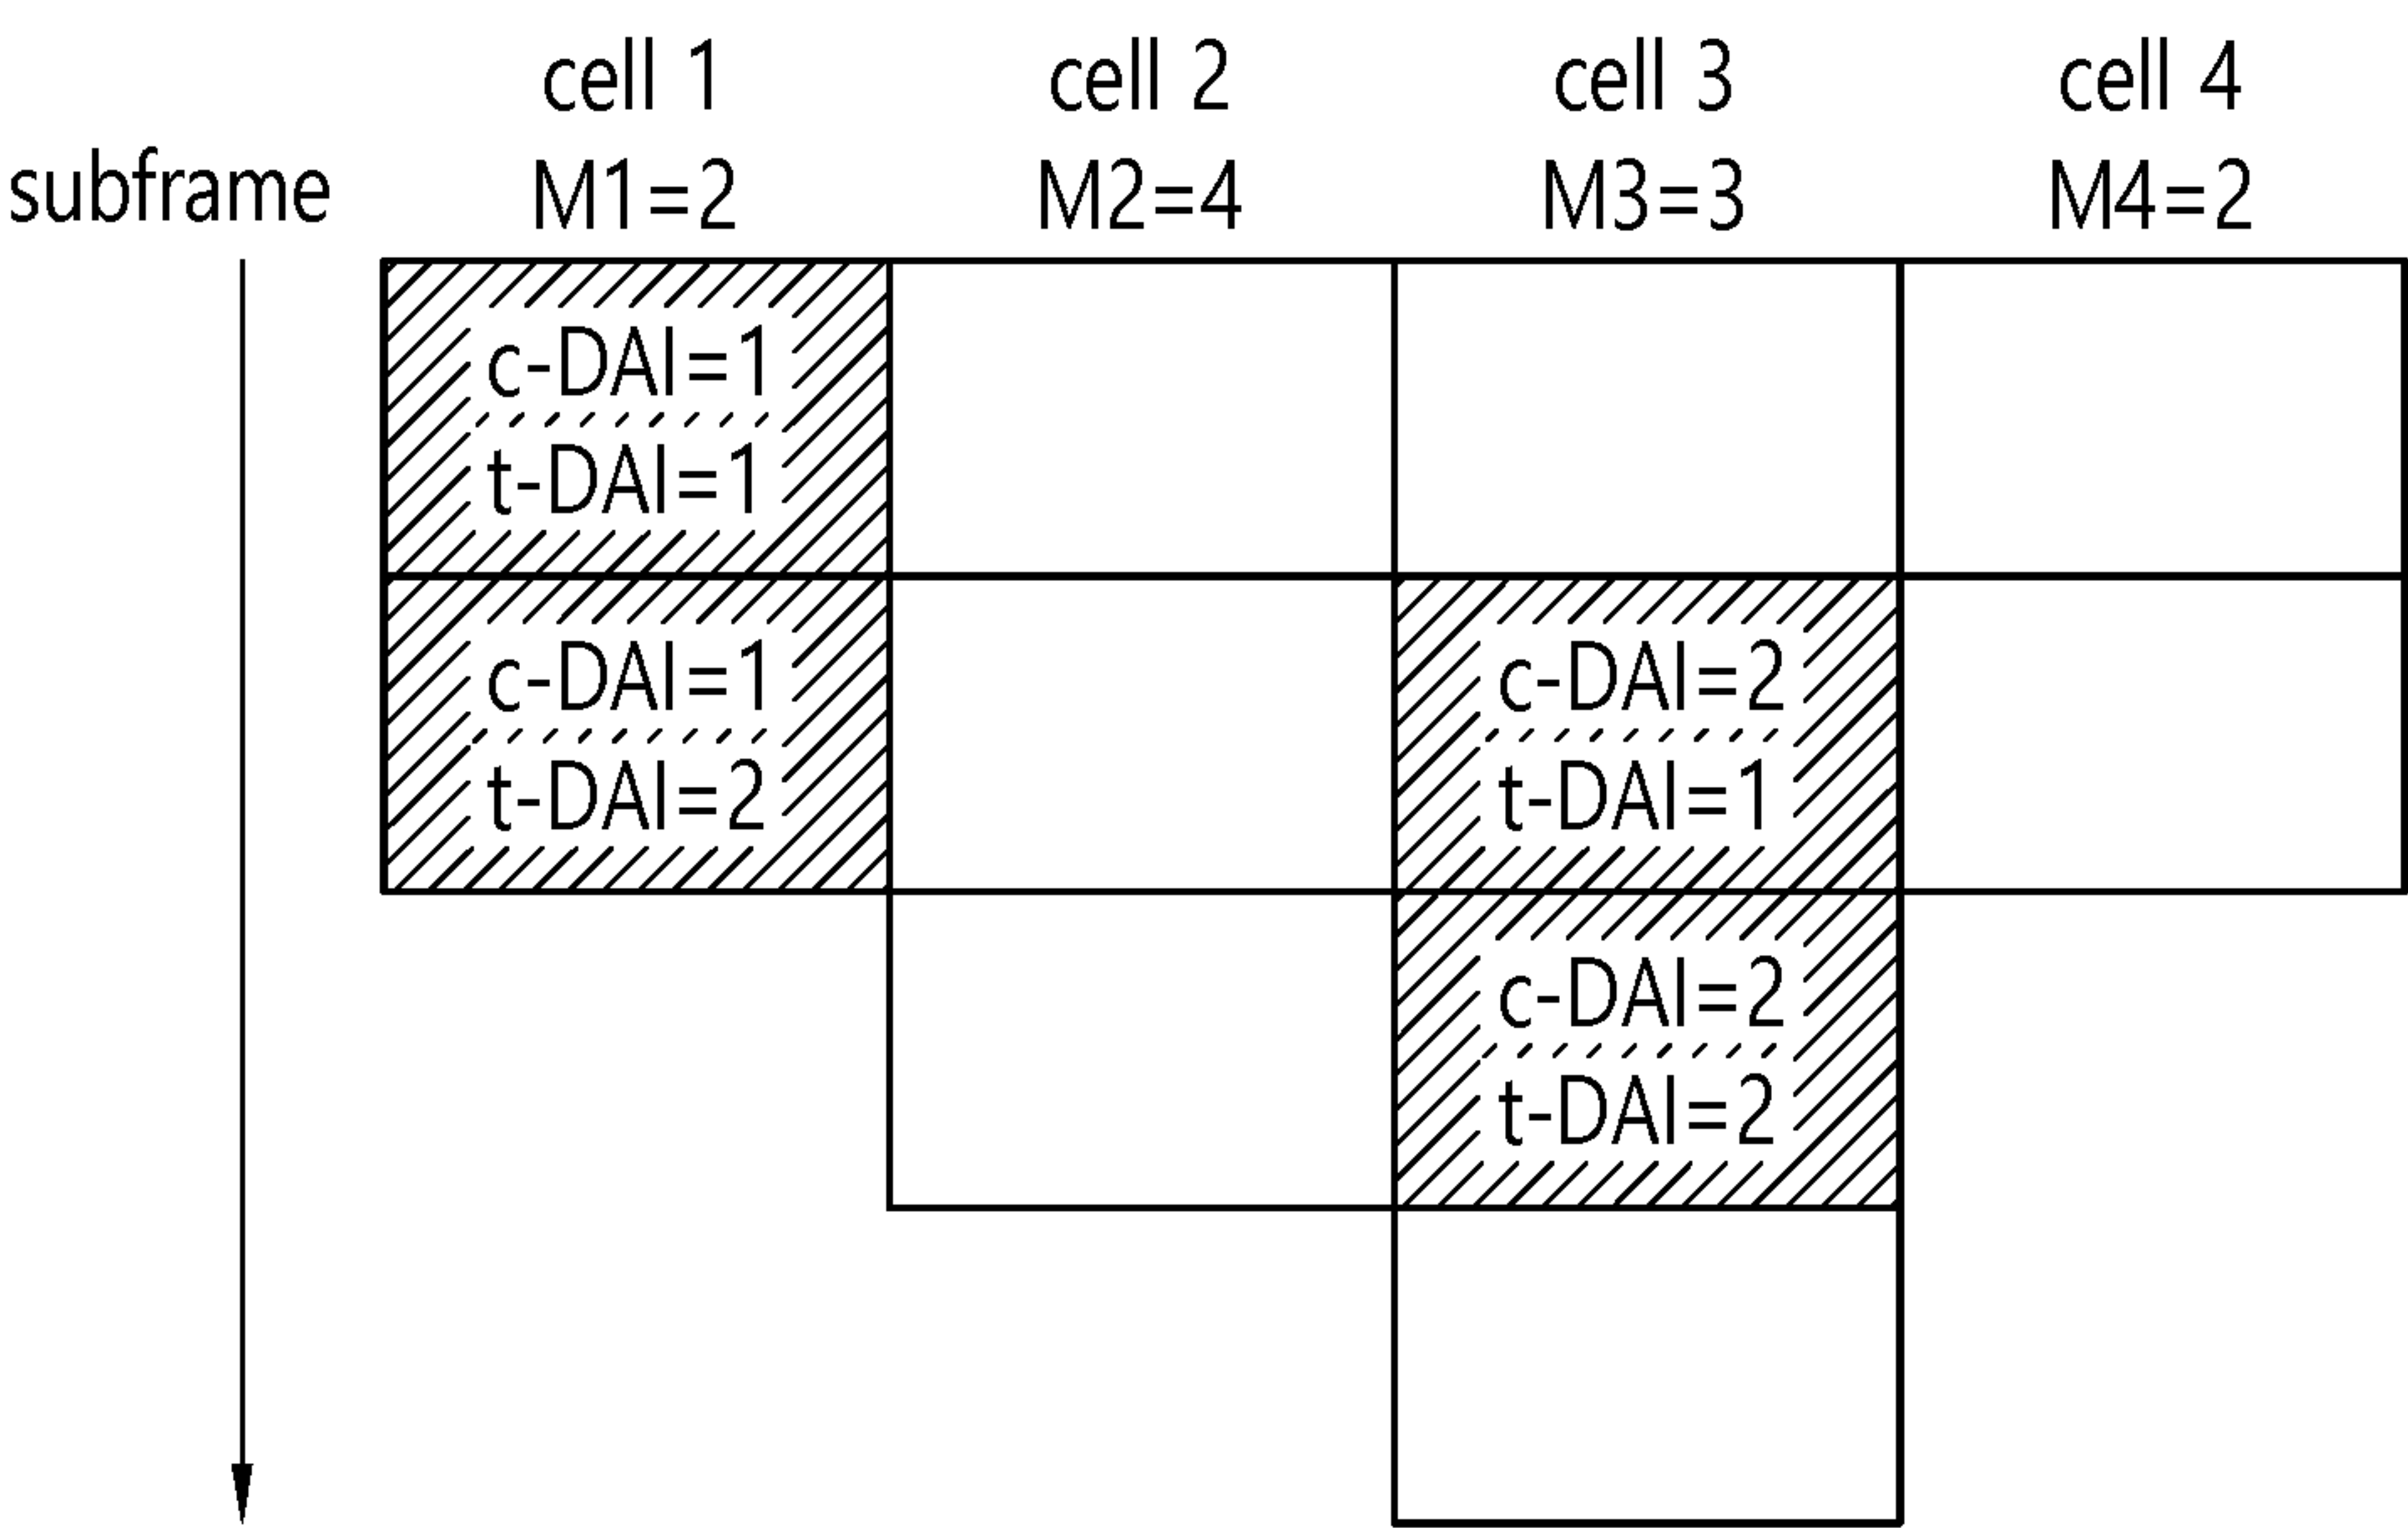 cell 1
cell 2
cell 3
cell 4
subframe
M1=2
M2=4
M3=3
M4=2
c-DAI=1
t-DAI=1
c-DAI=1
t-DAI=2
c-DAI=2
t-DAI=1
c-DAI=2
t-DAI=2